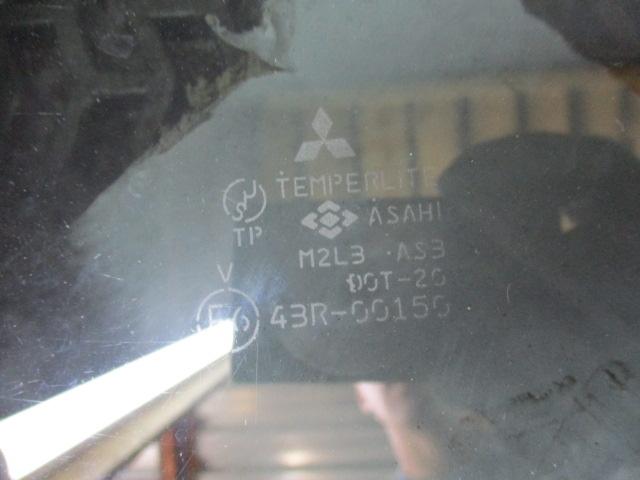 TEMPERLITE
ASAHI
TP
M2L3 AS3
DOT-20
V
43R-00150